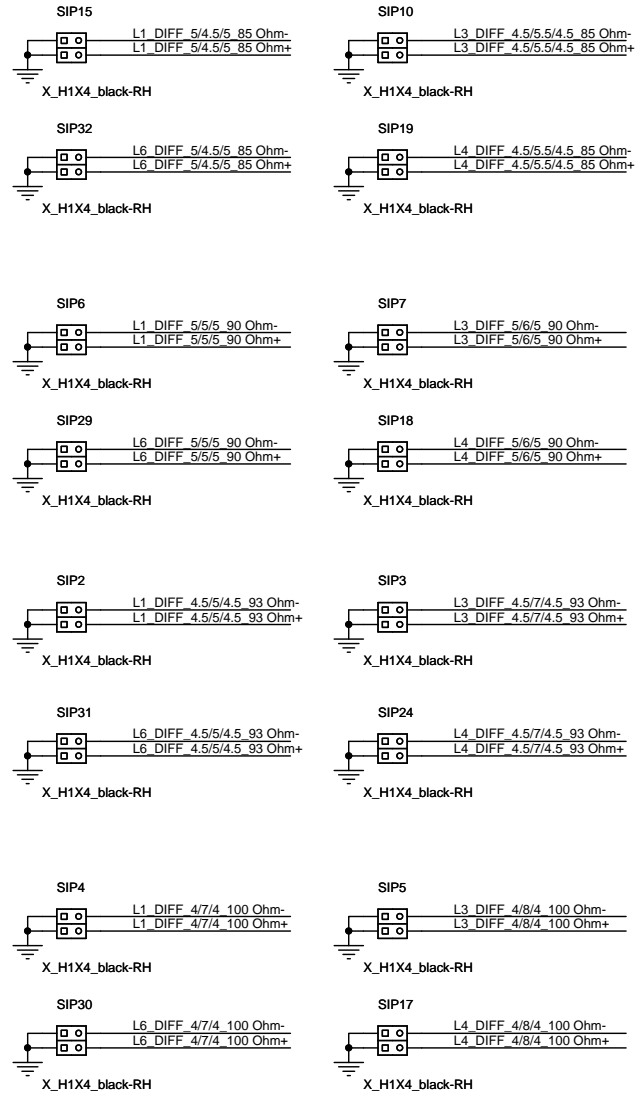 SIP15
L1_DIFF_5/4.5/5_85 Ohm-
L1_DIFF_5/4.5/5_85 Ohm+
X_H1X4_black-RH
SIP10
L3_DIFF_4.5/5.5/4.5_85 Ohm-
L3_DIFF_4.5/5.5/4.5_85 Ohm+
X_H1X4_black-RH
SIP32
L6_DIFF_5/4.5/5_85 Ohm-
L6_DIFF_5/4.5/5_85 Ohm+
X_H1X4_black-RH
SIP19
L4_DIFF_4.5/5.5/4.5_85 Ohm-
L4_DIFF_4.5/5.5/4.5_85 Ohm+
X_H1X4_black-RH
SIP6
L1_DIFF_5/5/5_90 Ohm-
L1_DIFF_5/5/5_90 Ohm+
X_H1X4_black-RH
SIP7
L3_DIFF_5/6/5_90 Ohm-
L3_DIFF_5/6/5_90 Ohm+
X_H1X4_black-RH
SIP29
L6_DIFF_5/5/5_90 Ohm-
L6_DIFF_5/5/5_90 Ohm+
X_H1X4_black-RH
SIP18
L4_DIFF_5/6/5_90 Ohm-
L4_DIFF_5/6/5_90 Ohm+
X_H1X4_black-RH
SIP2
L1_DIFF_4.5/5/4.5_93 Ohm-
L1_DIFF_4.5/5/4.5_93 Ohm+
X_H1X4_black-RH
SIP3
L3_DIFF_4.5/7/4.5_93 Ohm-
L3_DIFF_4.5/7/4.5_93 Ohm+
X_H1X4_black-RH
SIP31
L6_DIFF_4.5/5/4.5_93 Ohm-
L6_DIFF_4.5/5/4.5_93 Ohm+
X_H1X4_black-RH
SIP24
L4_DIFF_4.5/7/4.5_93 Ohm-
L4_DIFF_4.5/7/4.5_93 Ohm+
X_H1X4_black-RH
SIP4
L1_DIFF_4/7/4_100 Ohm-
L1_DIFF_4/7/4_100 Ohm+
X_H1X4_black-RH
SIP5
L3_DIFF_4/8/4_100 Ohm-
L3_DIFF_4/8/4_100 Ohm+
X_H1X4_black-RH
SIP30
L6_DIFF_4/7/4_100 Ohm-
L6_DIFF_4/7/4_100 Ohm+
X_H1X4_black-RH
SIP17
L4_DIFF_4/8/4_100 Ohm-
L4_DIFF_4/8/4_100 Ohm+
X_H1X4_black-RH